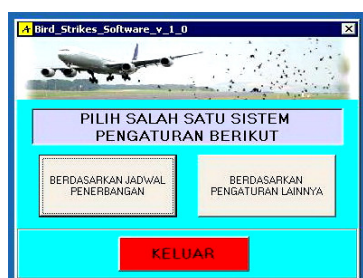 Bird_Strikes_Software_v_1_0
PILIH SALAH SATU SISTEM
PENGATURAN BERIKUT
BERDASARKAN JADWAL
PENERBANGAN
BERDASARKAN
PENGATURAN LAINNYA
KELUAR